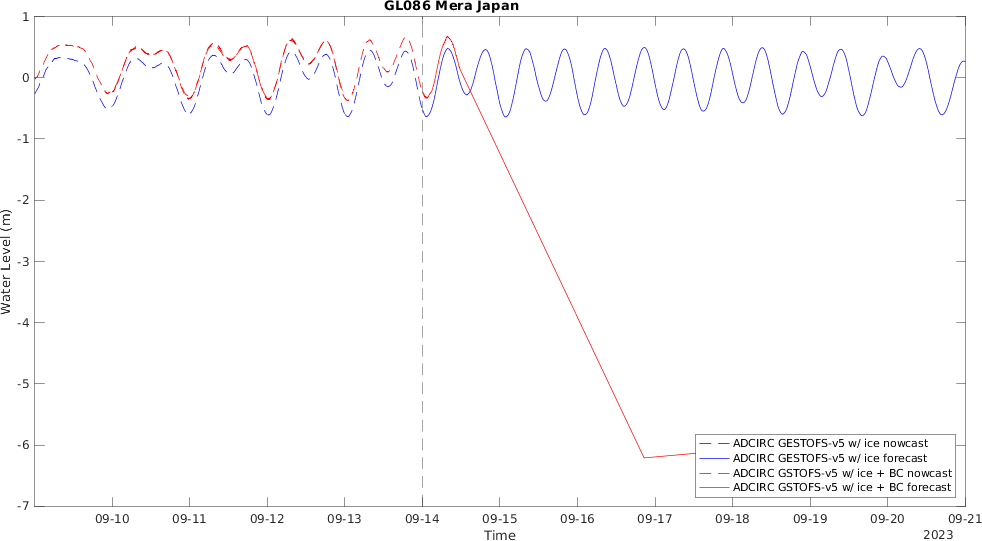 GL086 Mera Japan
1
0
-1
-2
-3
-4
-5
-6
-7
Water Level (m)
ADCIRC GESTOFS-v5 w/ ice nowcast
ADCIRC GESTOFS-v5 w/ ice forecast
ADCIRC GSTOFS-v5 w/ ice + BC nowcast
ADCIRC GSTOFS-v5 w/ ice + BC forecast
09-10 09-11 09-12 09-13 09-14 09-15 09-16 09-17 09-18 09-19 09-20 09-21
Time
2023